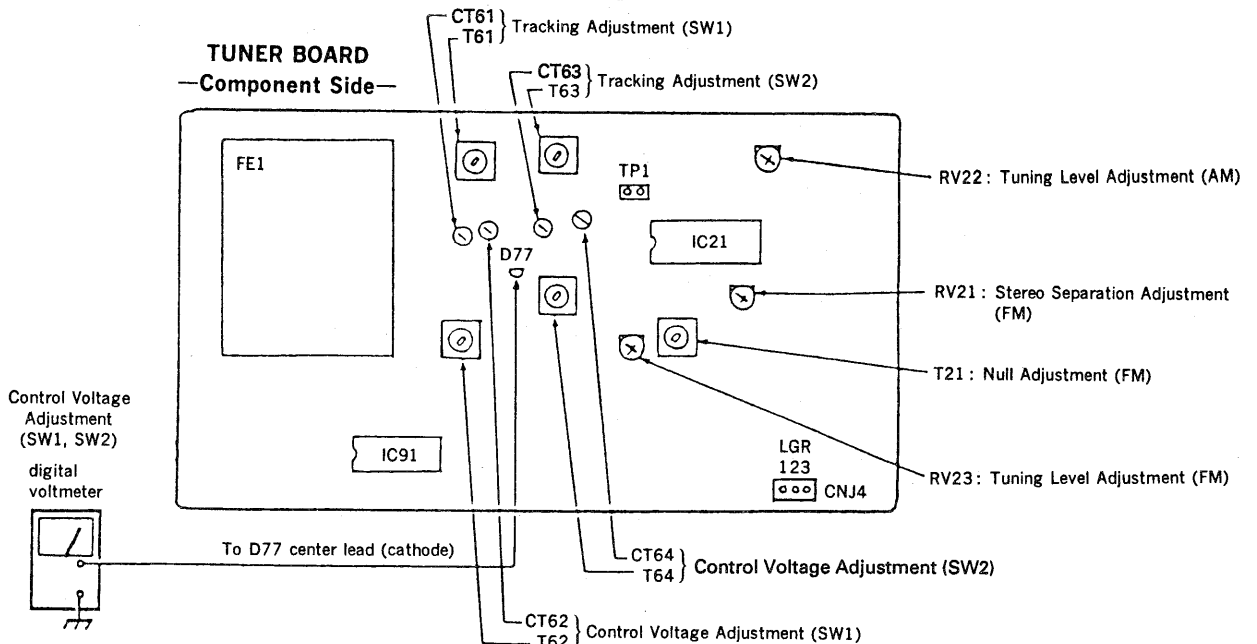 CT61
T61
Tracking Adjustment (SW1)
TUNER BOARD
—Component Side—
CT63
T63
Tracking Adjustment (SW2)
FE1
TP1
RV22: Tuning Level Adjustment (AM)
IC21
D77
RV21: Stereo Separation Adjustment
(FM)
T21: Null Adjustment (FM)
Control Voltage
Adjustment
(SW1, SW2)
digital
voltmeter
IC91
LGR
123
CNJ4
RV23: Tuning Level Adjustment (FM)
To D77 center lead (cathode)
CT64
T64
Control Voltage Adjustment (SW2)
CT62
T62
Control Voltage Adjustment (SW1)